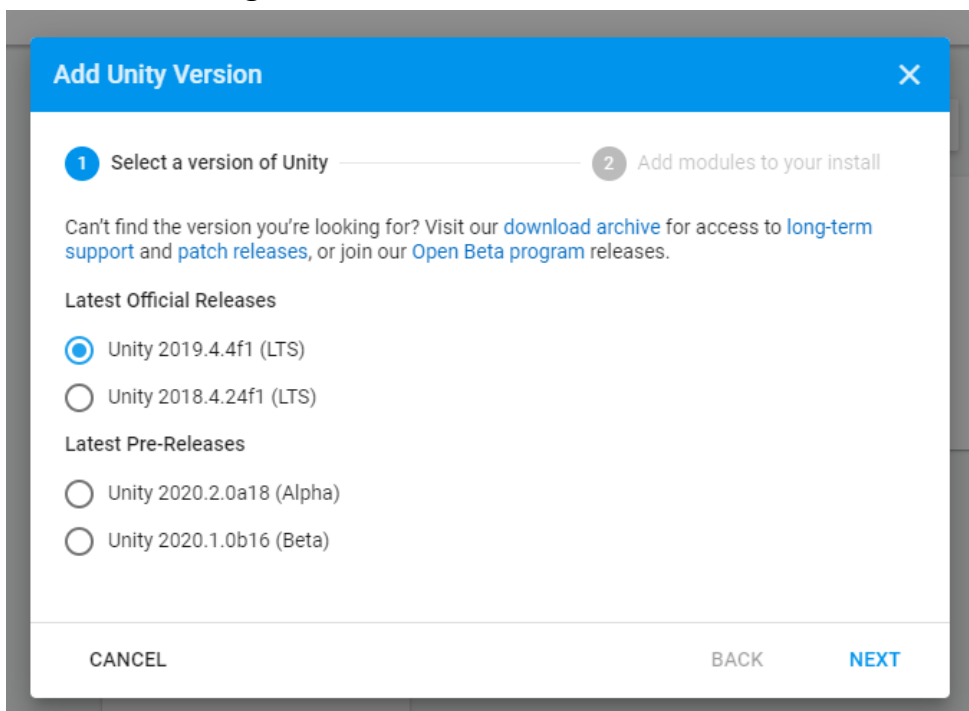 Add Unity Version
1 Select a version of Unity 2 Add modules to your install
Can't find the version you're looking for? Visit our download archive for access to long-term
support and patch releases, or join our Open Beta program releases.
Latest Official Releases
Unity 2019.4.4f1 (LTS)
Unity 2018.4.24f1 (LTS)
Latest Pre-Releases
Unity 2020.2.0a18 (Alpha)
Unity 2020.1.0b16 (Beta)
CANCEL BACK NEXT